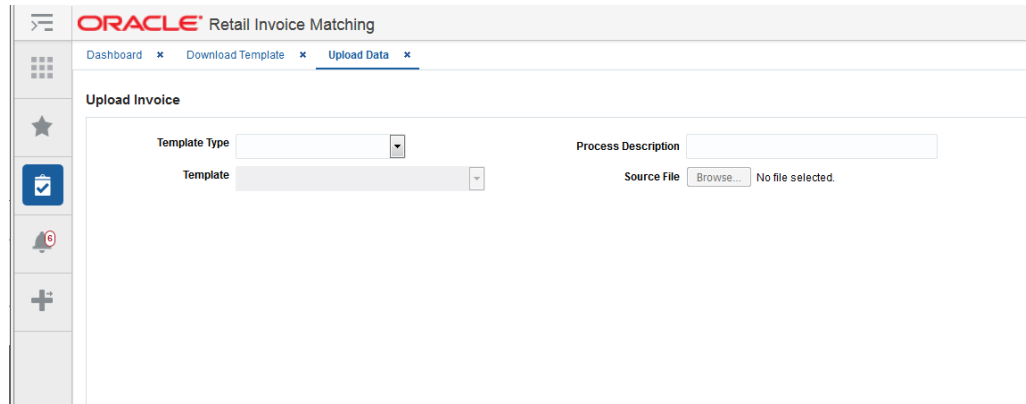 ORACLE® Retail Invoice Matching
Dashboard × Download Template × Upload Data ×
Upload Invoice
Template Type
Process Description
Template
Source File Browse... No file selected.
6